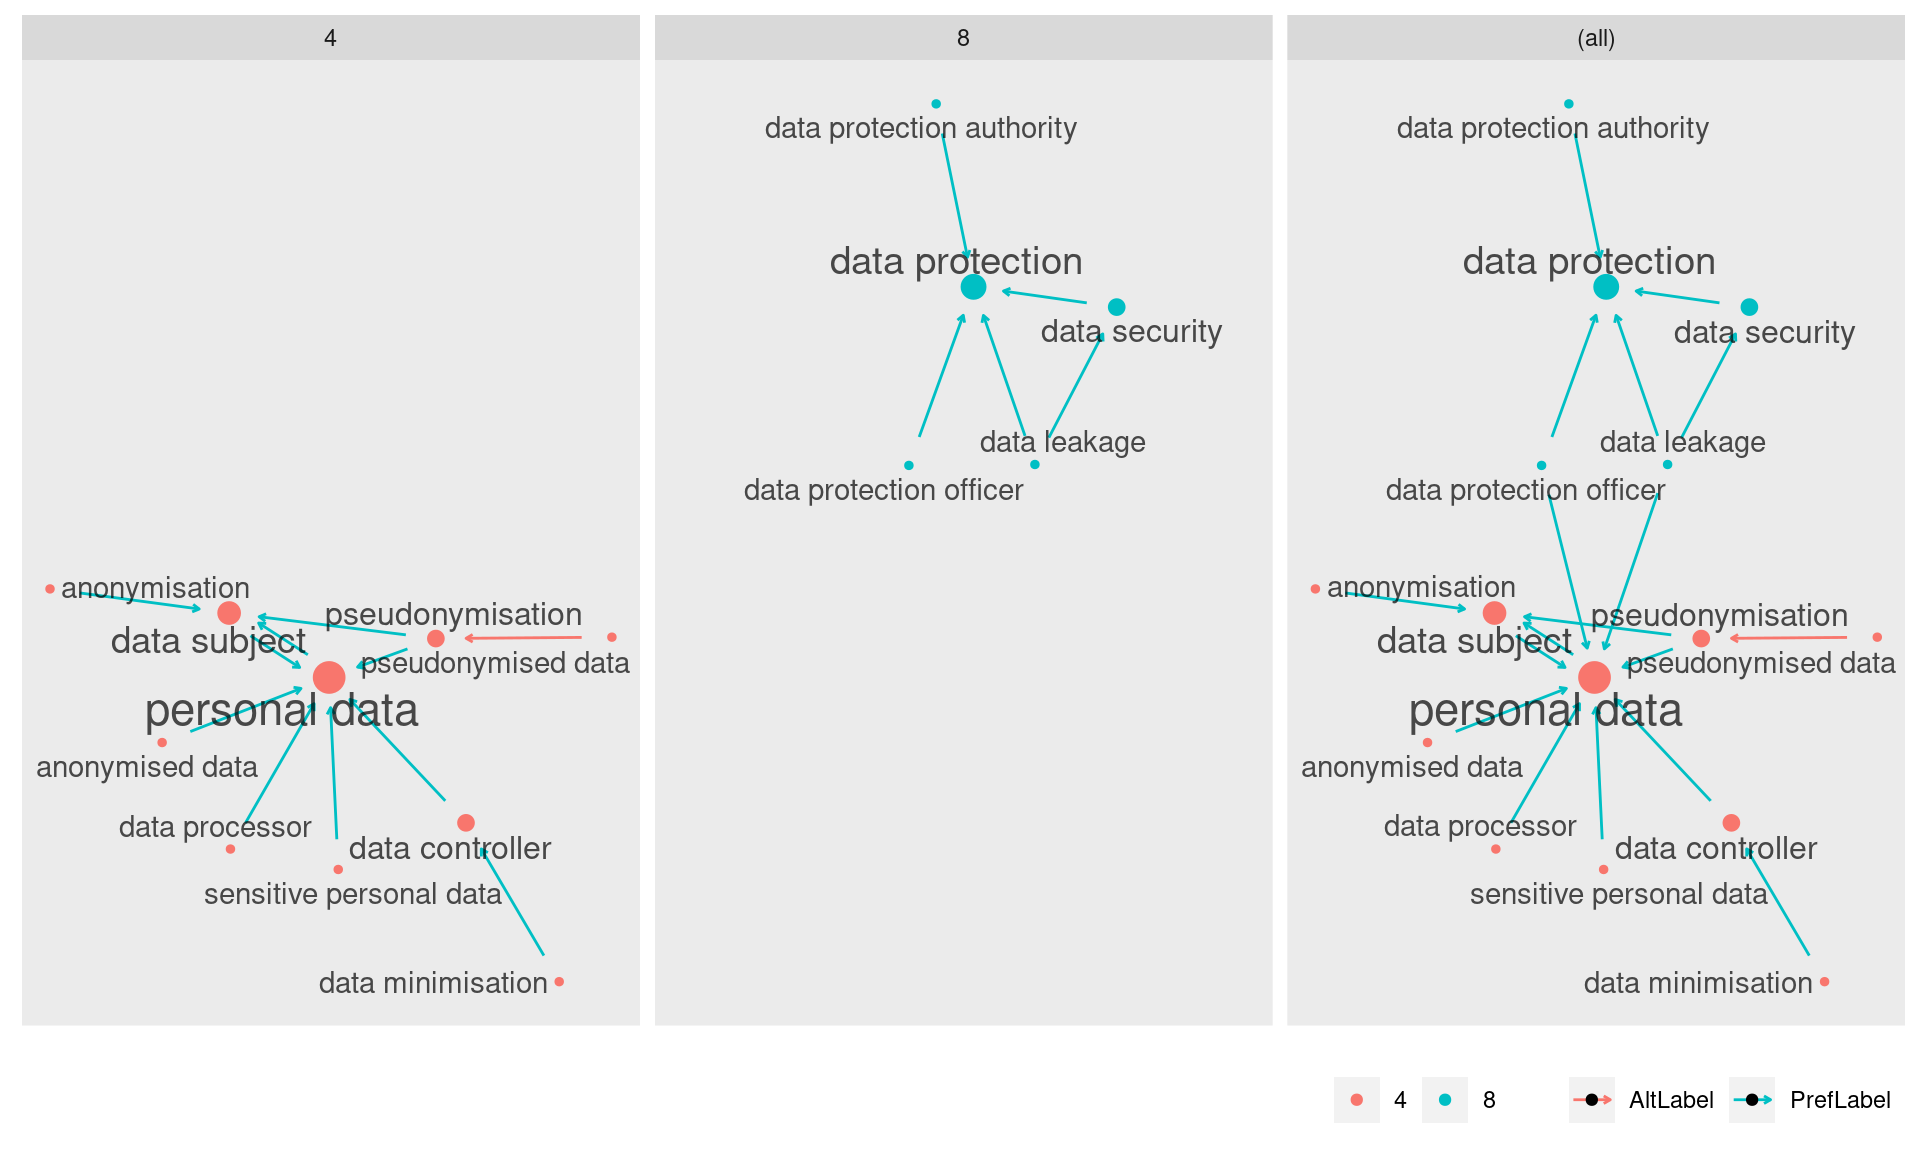 4
8
(all)
anonymisation
pseudonymisation
data subject
pseudonymised data
personal data
anonymised data
data processor
data controller
sensitive personal data
data minimisation
data protection authority
data protection
data security
data leakage
data protection officer
data protection authority
data protection
data security
data leakage
data protection officer
anonymisation
pseudonymisation
data subject
pseudonymised data
personal data
anonymised data
data processor
data controller
sensitive personal data
data minimisation
4
8
AltLabel
PrefLabel